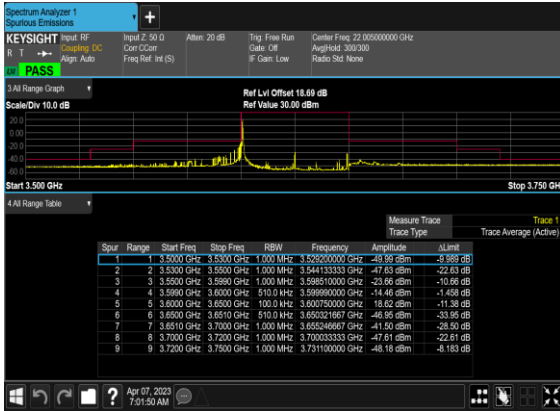 Spectrum Analyzer 1
Spurious Emissions
+
KEYSIGHT Input: RF Input Z: 50 Ω Atten: 20 dB Trig: Free Run Center Freq: 22.005000000 GHz
R T Coupling: DC Corr CCorr Gate: Off Avg|Hold: 300/300
Align: Auto Freq Ref: Int (S) IF Gain: Low Radio Std: None
PASS
3 All Range Graph
Ref Lvl Offset 18.69 dB
Scale/Div 10.0 dB Ref Value 30.00 dBm
20.0
0.00
-20.0
-40.0
-60.0
Start 3.500 GHz Stop 3.750 GH
4 All Range Table
Measure Trace Trace 1
Trace Type Trace Average (Active)
Spur Range Start Freq Stop Freq RBW Frequency Amplitude ΔLimit
1 1 3.5000 GHz 3.5300 GHz 1.000 MHz 3.529200000 GHz -49.99 dBm -9.989 dB
2 2 3.5300 GHz 3.5500 GHz 1.000 MHz 3.544133333 GHz -47.63 dBm -22.63 dB
3 3 3.5500 GHz 3.5990 GHz 1.000 MHz 3.598510000 GHz -23.66 dBm -10.66 dB
4 4 3.5990 GHz 3.6000 GHz 510.0 kHz 3.599990000 GHz -14.46 dBm -1.458 dB
5 5 3.6000 GHz 3.6500 GHz 100.0 kHz 3.600750000 GHz 18.62 dBm -11.38 dB
6 6 3.6500 GHz 3.6510 GHz 510.0 kHz 3.650321667 GHz -46.95 dBm -33.95 dB
7 7 3.6510 GHz 3.7000 GHz 1.000 MHz 3.655246667 GHz -41.50 dBm -28.50 dB
8 8 3.7000 GHz 3.7200 GHz 1.000 MHz 3.700033333 GHz -47.61 dBm -22.61 dB
9 9 3.7200 GHz 3.7500 GHz 1.000 MHz 3.731100000 GHz -48.18 dBm -8.183 dB
? Apr 07, 2023
7:01:50 AM